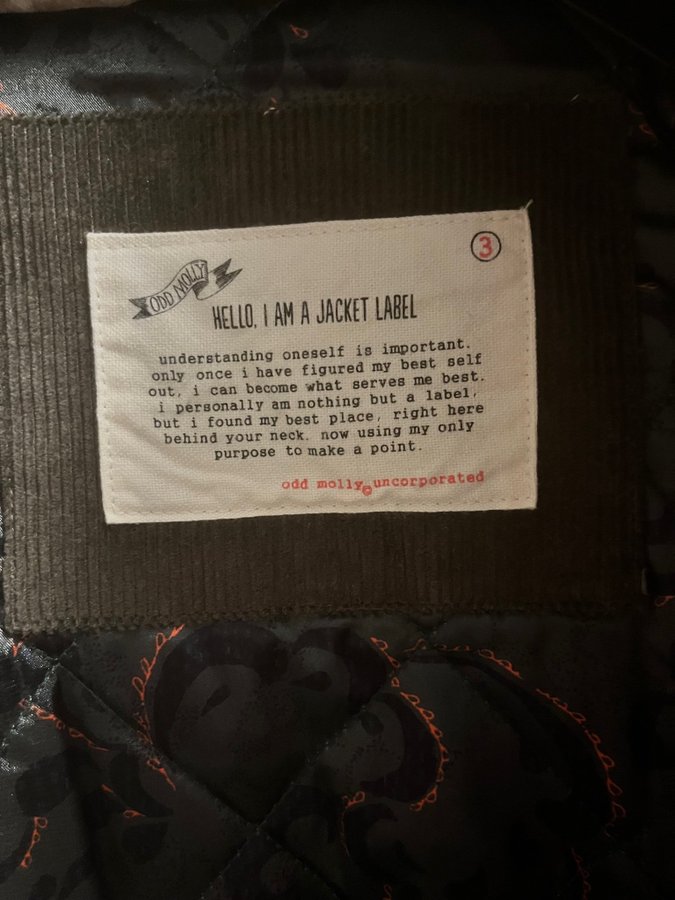 3
ODD MOLLY
HELLO, I AM A JACKET LABEL
understanding oneself is important.
only once i have figured my best self
out, i can become what serves me best.
i personally am nothing but a label,
but i found my best place, right here
behind your neck. now using my only
purpose to make a point.
odd molly©uncorporated